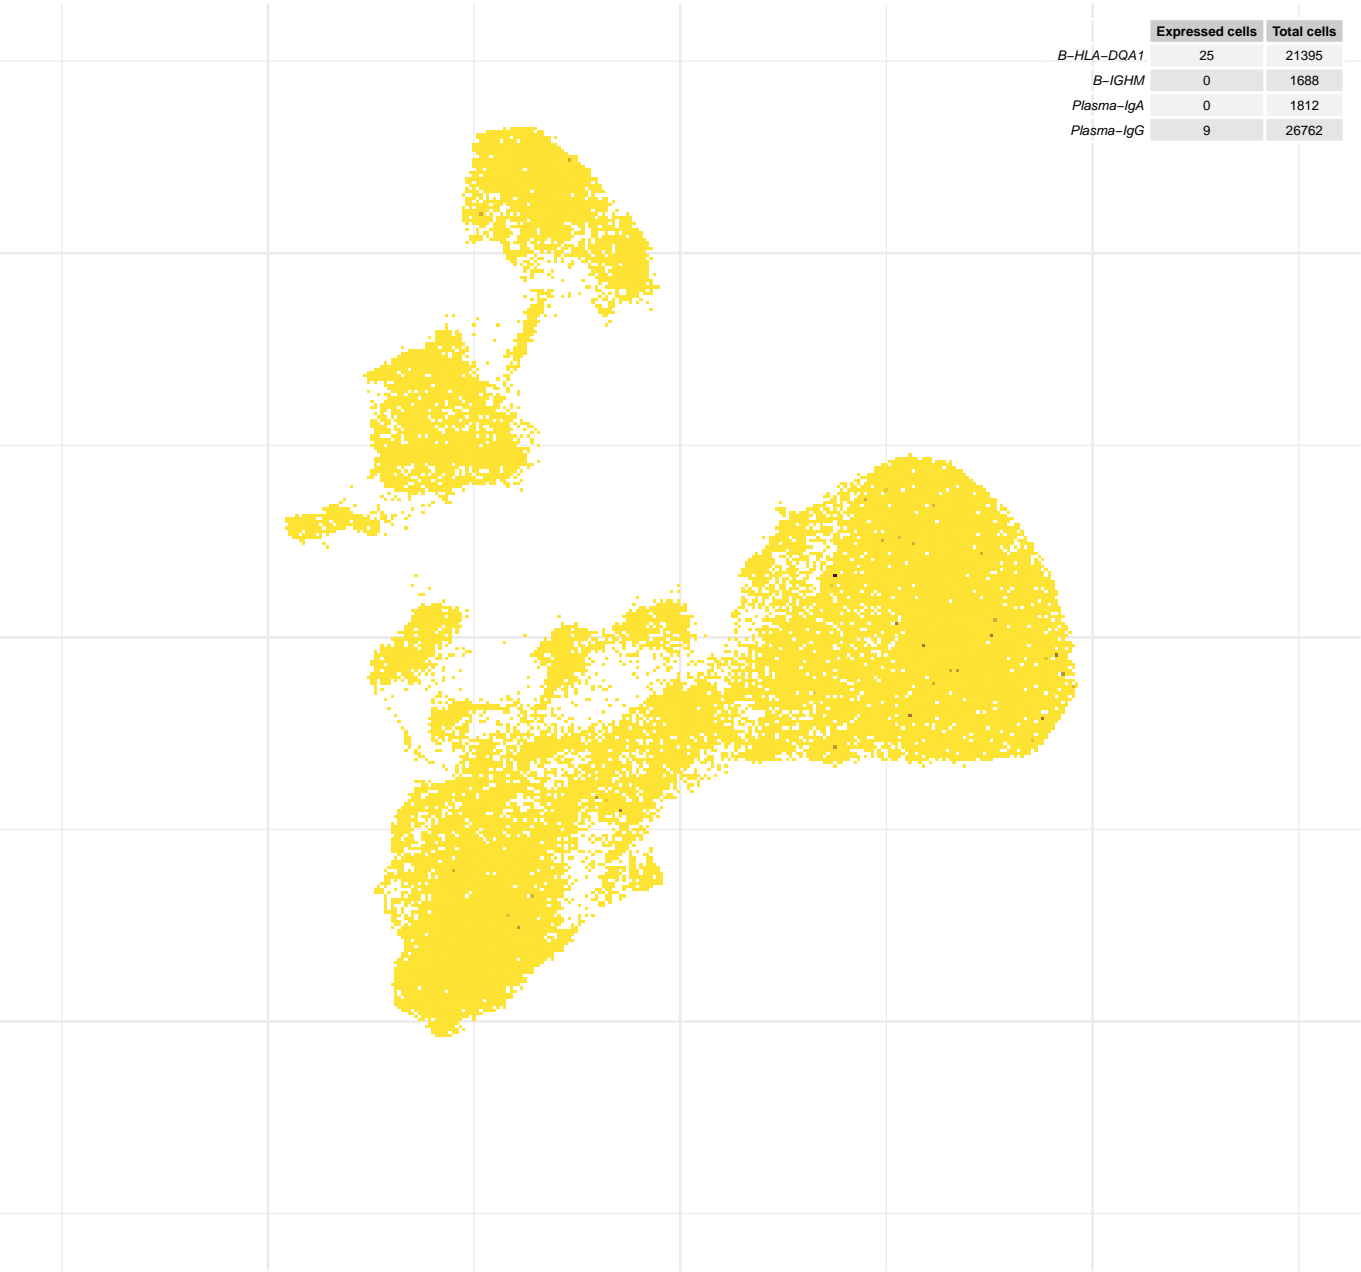 Expressed cells Total cells
B−HLA−DQA1 25 21395
B−IGHM 0 1688
Plasma−IgA 0 1812
Plasma−IgG 9 26762